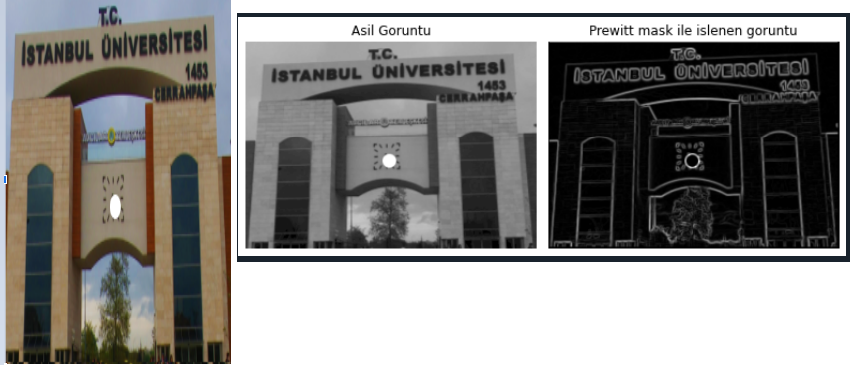 T.C.
İSTANBUL ÜNİVERSİTESİ
1453
CERRAHPAŞA
Asil Goruntu
T.C.
İSTANBUL ÜNİVERSİTESİ
1453
CERRAHPAŞA
Prewitt mask ile islenen goruntu
T.C.
İSTANBUL ÜNİVERSİTESİ
1453
CERRAHPAŞA